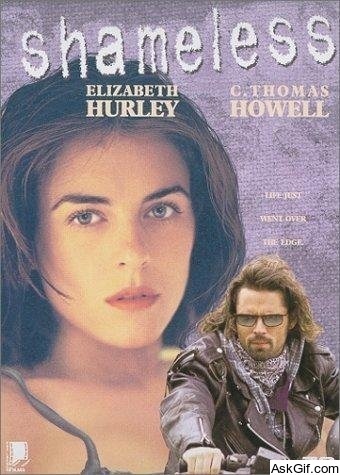 shameless
ELIZABETH
HURLEY
C. THOMAS
HOWELL
LIFE JUST
WENT OVER
THE EDGE.
AskGif.com